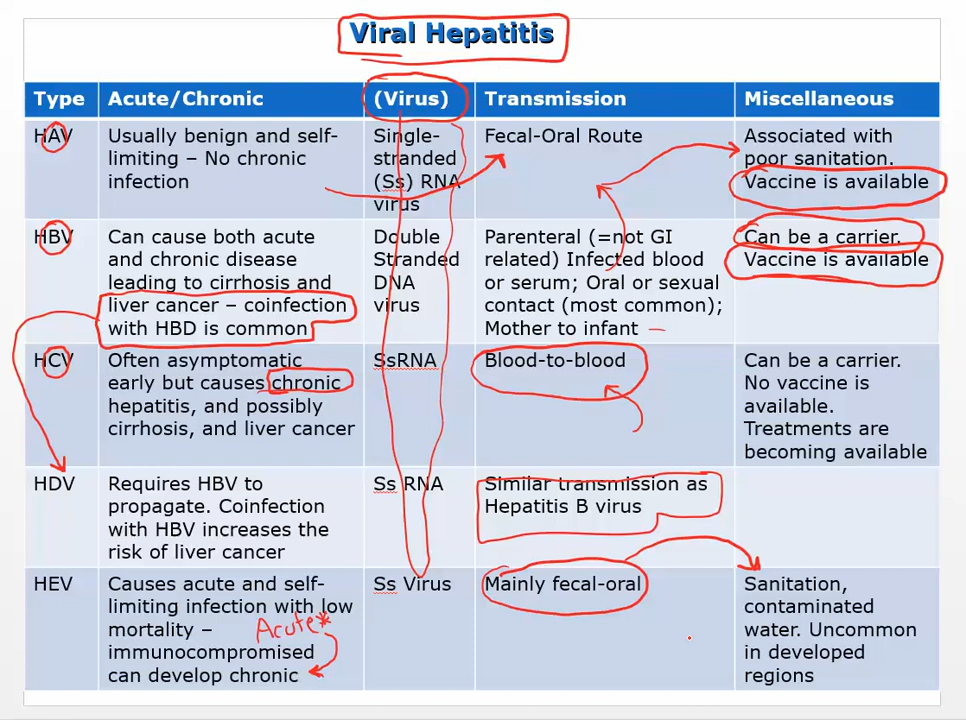 Viral Hepatitis
Type Acute/Chronic (Virus) Transmission Miscellaneous
HAV
Usually benign and self-
limiting – No chronic
infection
Single-
stranded
(Ss) RNA
virus
Fecal-Oral Route
Associated with
poor sanitation.
Vaccine is available
HBV
Can cause both acute
and chronic disease
leading to cirrhosis and
liver cancer – coinfection
with HBD is common
Double
Stranded
DNA
virus
Parenteral (=not GI
related) Infected blood
or serum; Oral or sexual
contact (most common);
Mother to infant
Can be a carrier.
Vaccine is available
HCV
Often asymptomatic
early but causes chronic
hepatitis, and possibly
cirrhosis, and liver cancer
SsRNA
Blood-to-blood
Can be a carrier.
No vaccine is
available.
Treatments are
becoming available
HDV
Requires HBV to
propagate. Coinfection
with HBV increases the
risk of liver cancer
Ss RNA
Similar transmission as
Hepatitis B virus
HEV
Causes acute and self-
limiting infection with low
mortality –
immunocompromised
can develop chronic
Acute*
Ss Virus
Mainly fecal-oral
Sanitation,
contaminated
water. Uncommon
in developed
regions